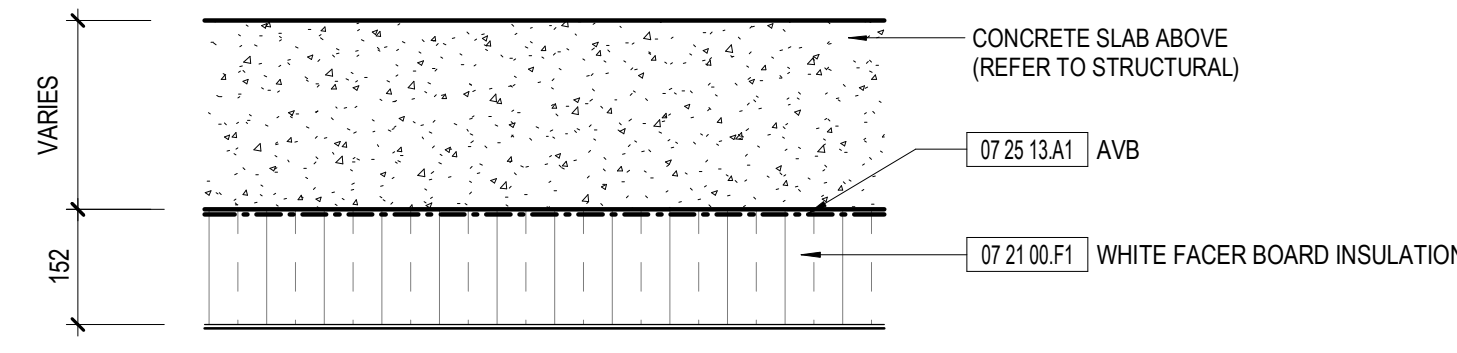 VARIES
CONCRETE SLAB ABOVE
(REFER TO STRUCTURAL)
07 25 13.A1 AVB
152
07 21 00.F1 WHITE FACER BOARD INSULATION